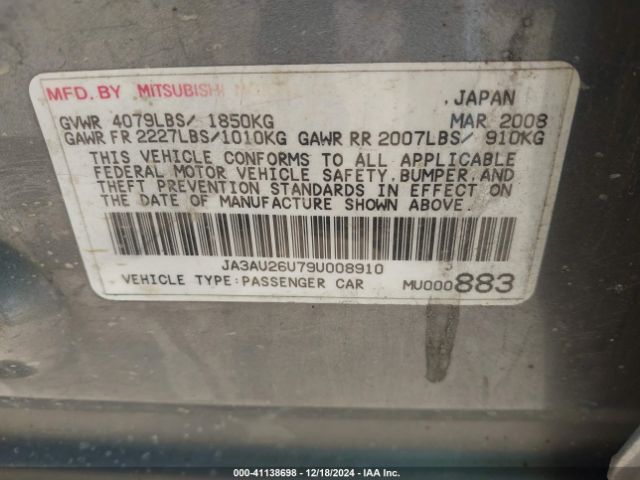 MFD. BY MITSUBISHI
JAPAN
GVWR 4079LBS/ 1850KG MAR 2008
GAWR FR 2227LBS/1010KG GAWR RR 2007LBS/ 910KG
THIS VEHICLE CONFORMS TO ALL APPLICABLE
FEDERAL MOTOR VEHICLE SAFETY, BUMPER, AND
THEFT PREVENTION STANDARDS IN EFFECT ON
THE DATE OF MANUFACTURE SHOWN ABOVE.
JA3AU26U79U008910
VEHICLE TYPE:PASSENGER CAR MU000883
000-41138698 - 12/18/2024 - IAA Inc.